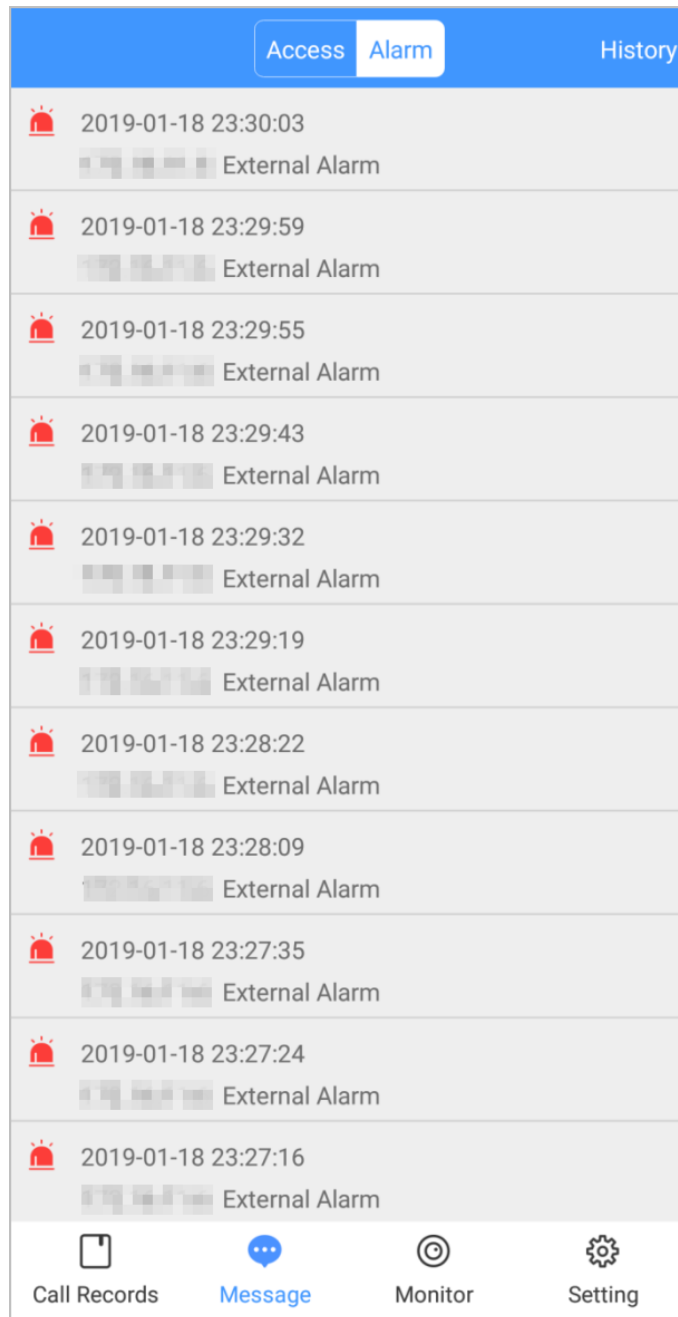 Access Alarm History
2019-01-18 23:30:03
External Alarm
2019-01-18 23:29:59
External Alarm
2019-01-18 23:29:55
External Alarm
2019-01-18 23:29:43
External Alarm
2019-01-18 23:29:32
External Alarm
2019-01-18 23:29:19
External Alarm
2019-01-18 23:28:22
External Alarm
2019-01-18 23:28:09
External Alarm
2019-01-18 23:27:35
External Alarm
2019-01-18 23:27:24
External Alarm
2019-01-18 23:27:16
External Alarm
Call Records Message Monitor Setting